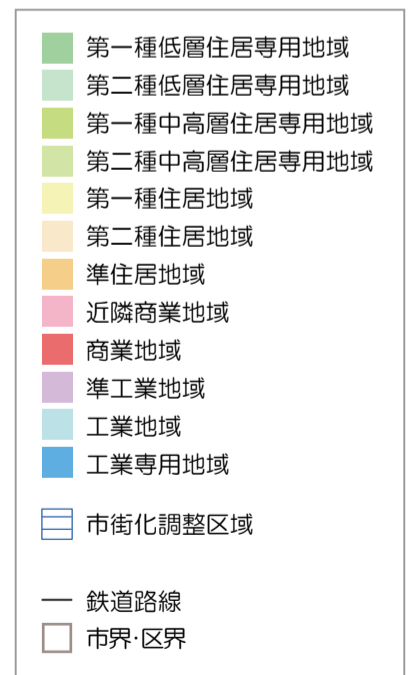 第一種低層住居専用地域
第二種低層住居専用地域
第一種中高層住居専用地域
第二種中高層住居専用地域
第一種住居地域
第二種住居地域
準住居地域
近隣商業地域
商業地域
準工業地域
工業地域
工業専用地域
市街化調整区域
鉄道路線
市界・区界